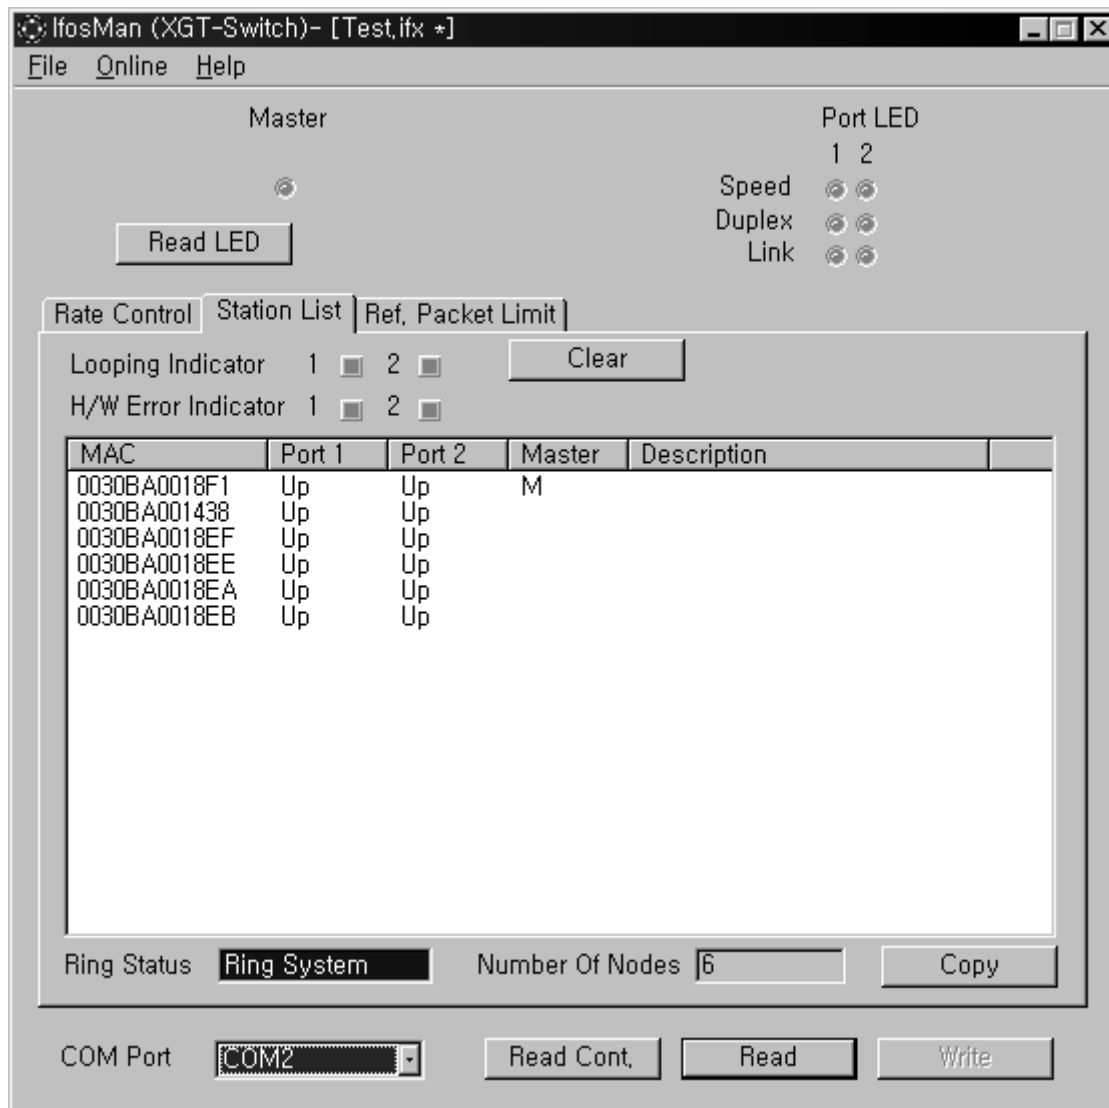 IfosMan (XGT-Switch)- [Test.ifx *]
File Online Help
Master Port LED
1 2
Speed
Duplex
Link
Read LED
Rate Control Station List Ref. Packet Limit
Looping Indicator 1 2 Clear
H/W Error Indicator 1 2
MAC Port 1 Port 2 Master Description
0030BA0018F1 Up Up M
0030BA001438 Up Up
0030BA0018EF Up Up
0030BA0018EE Up Up
0030BA0018EA Up Up
0030BA0018EB Up Up
Ring Status Ring System Number Of Nodes 6 Copy
COM Port COM2 Read Cont. Read Write